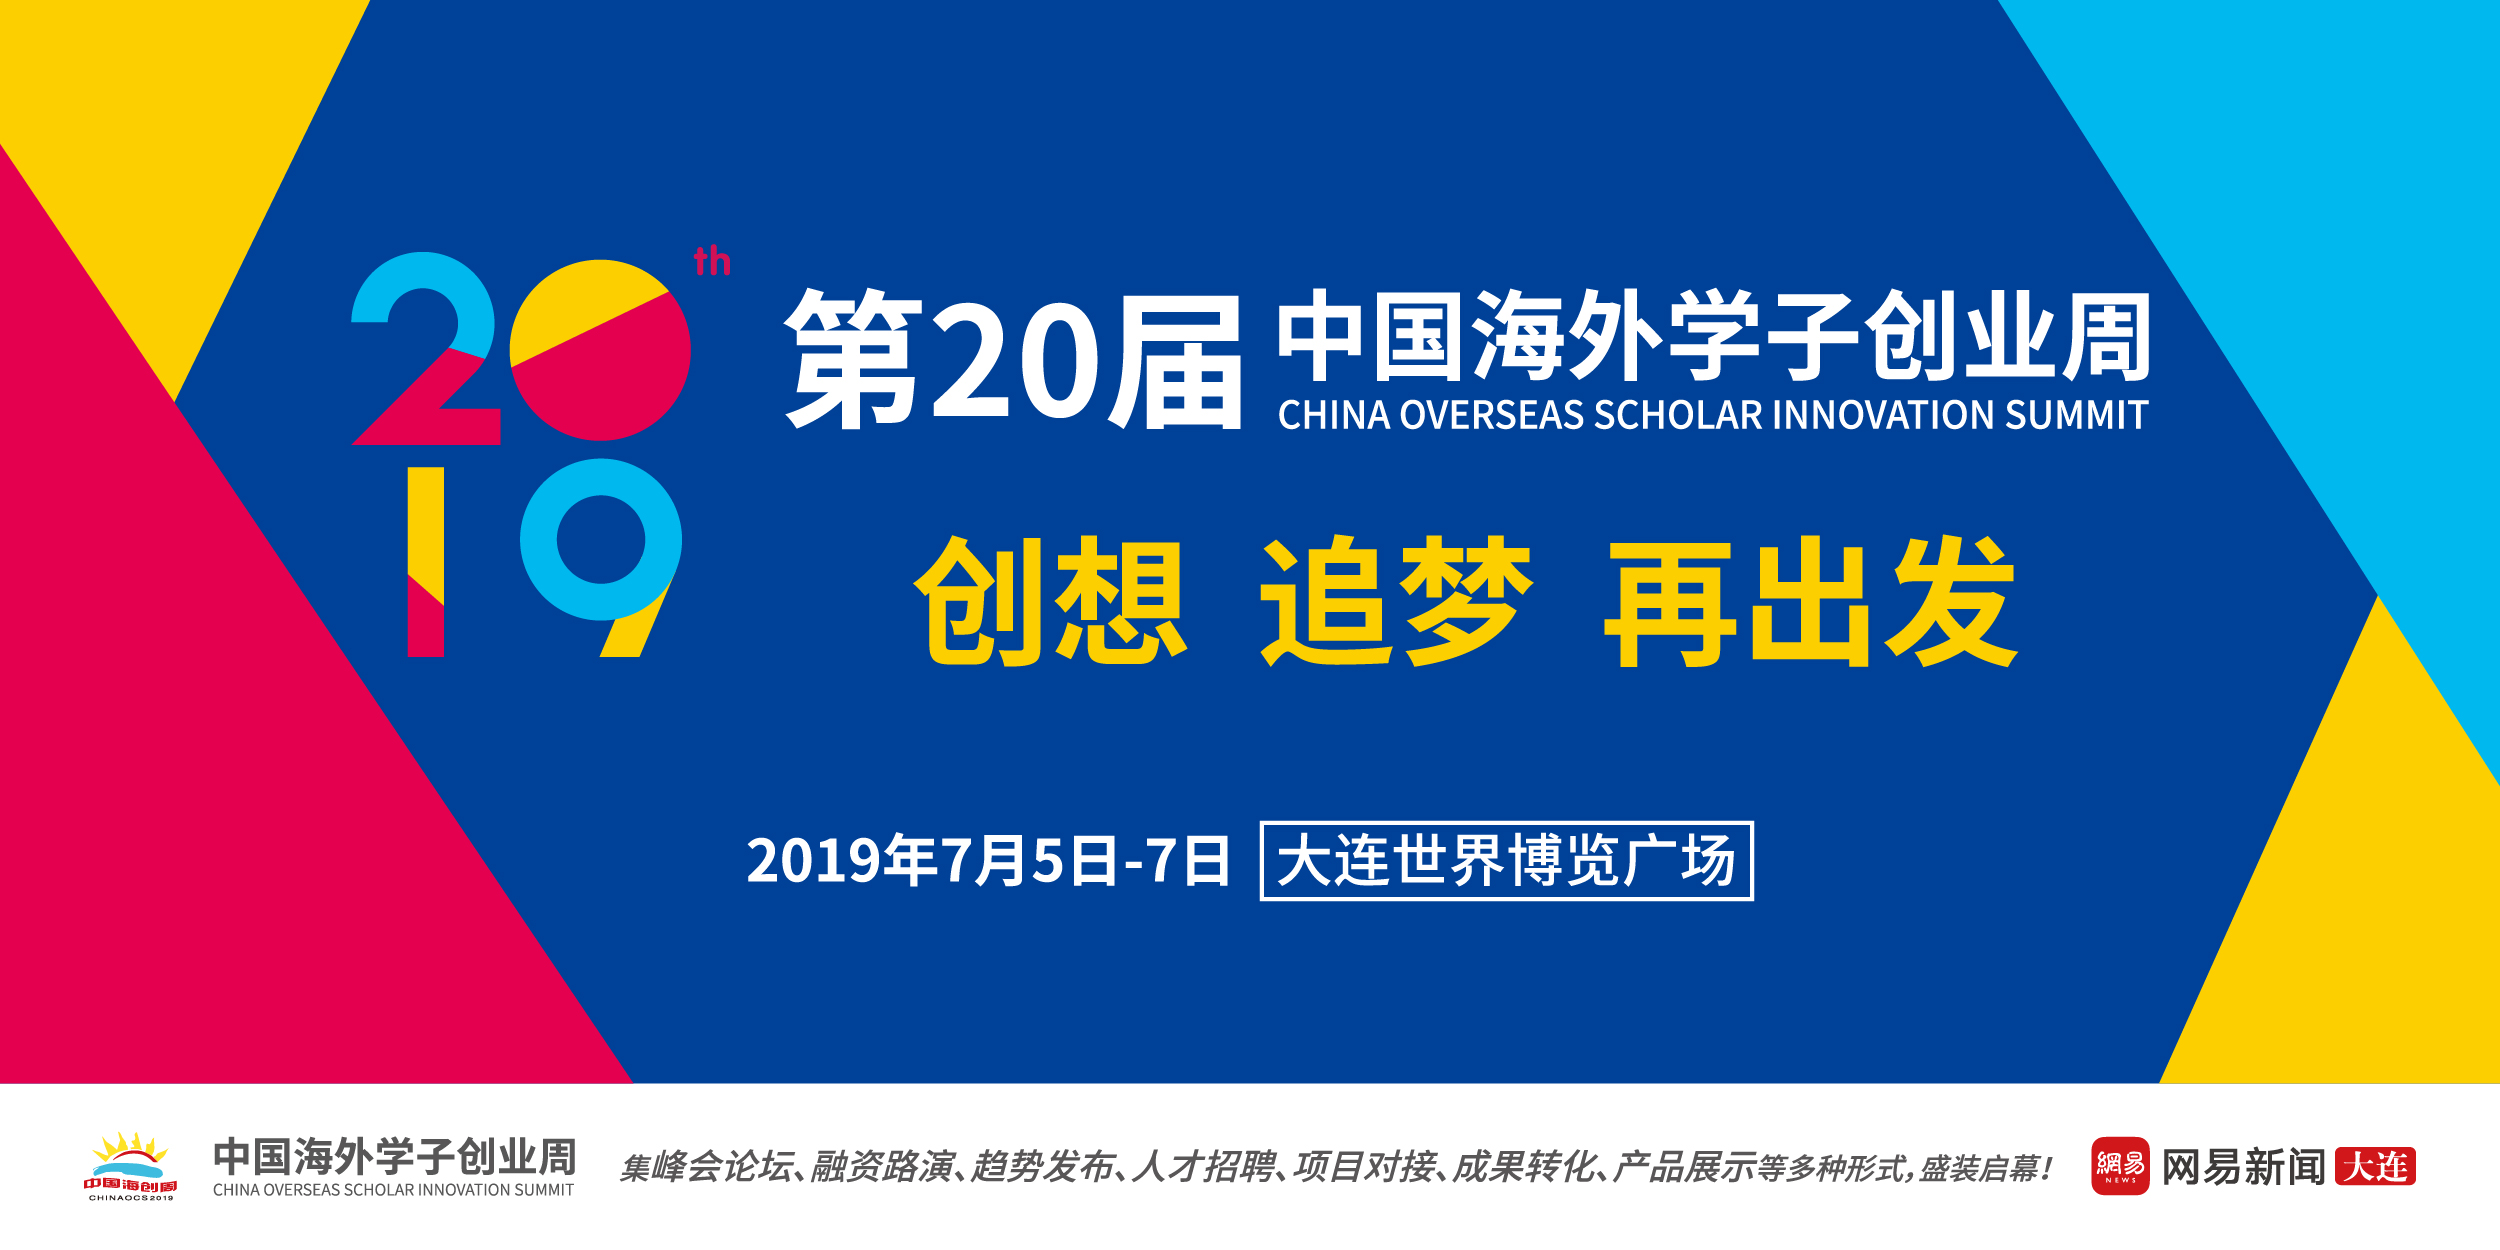 20th
19
第20届 中国海外学子创业周
CHINA OVERSEAS SCHOLAR INNOVATION SUMMIT
创想 追梦 再出发
2019年7月5日-7日 大连世界博览广场
中国海创周
CHINAOCS2019
中国海外学子创业周
CHINA OVERSEAS SCHOLAR INNOVATION SUMMIT
集峰会论坛、品牌路演、趋势发布、人才招聘、项目对接、成果转化、产品展示等多种形式，盛装启幕！
網易
NEWS
网易新闻 大連